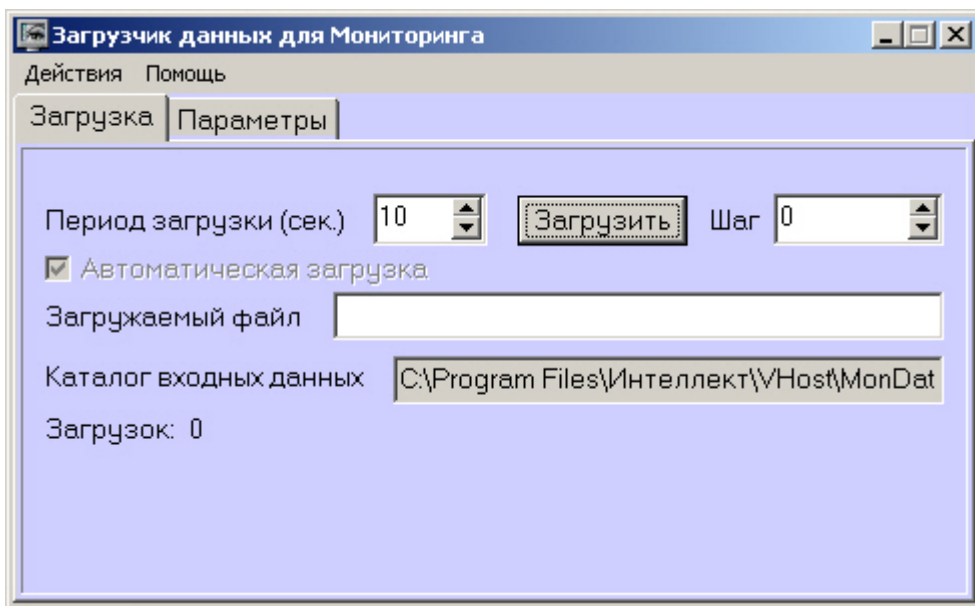 Загрузчик данных для Мониторинга
Действия Помощь
Загрузка Параметры
Период загрузки (сек.) 10 Загрузить Шаг 0
Автоматическая загрузка
Загружаемый файл
Каталог входных данных C:\Program Files\Интеллект\VHost\MonDat
Загрузок: 0